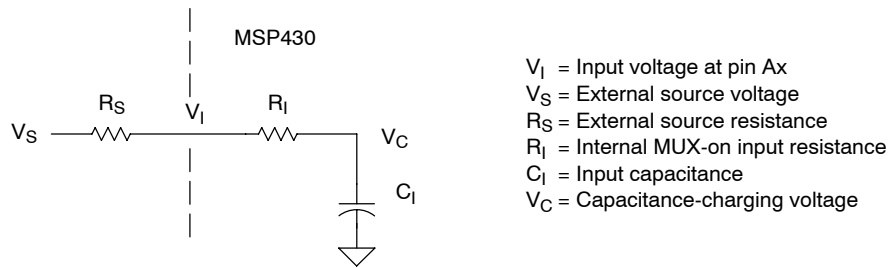 MSP430
V_I = Input voltage at pin Ax
V_S = External source voltage
R_S = External source resistance
R_I = Internal MUX-on input resistance
C_I = Input capacitance
V_C = Capacitance-charging voltage
R_S
V_I
R_I
V_S
V_C
C_I